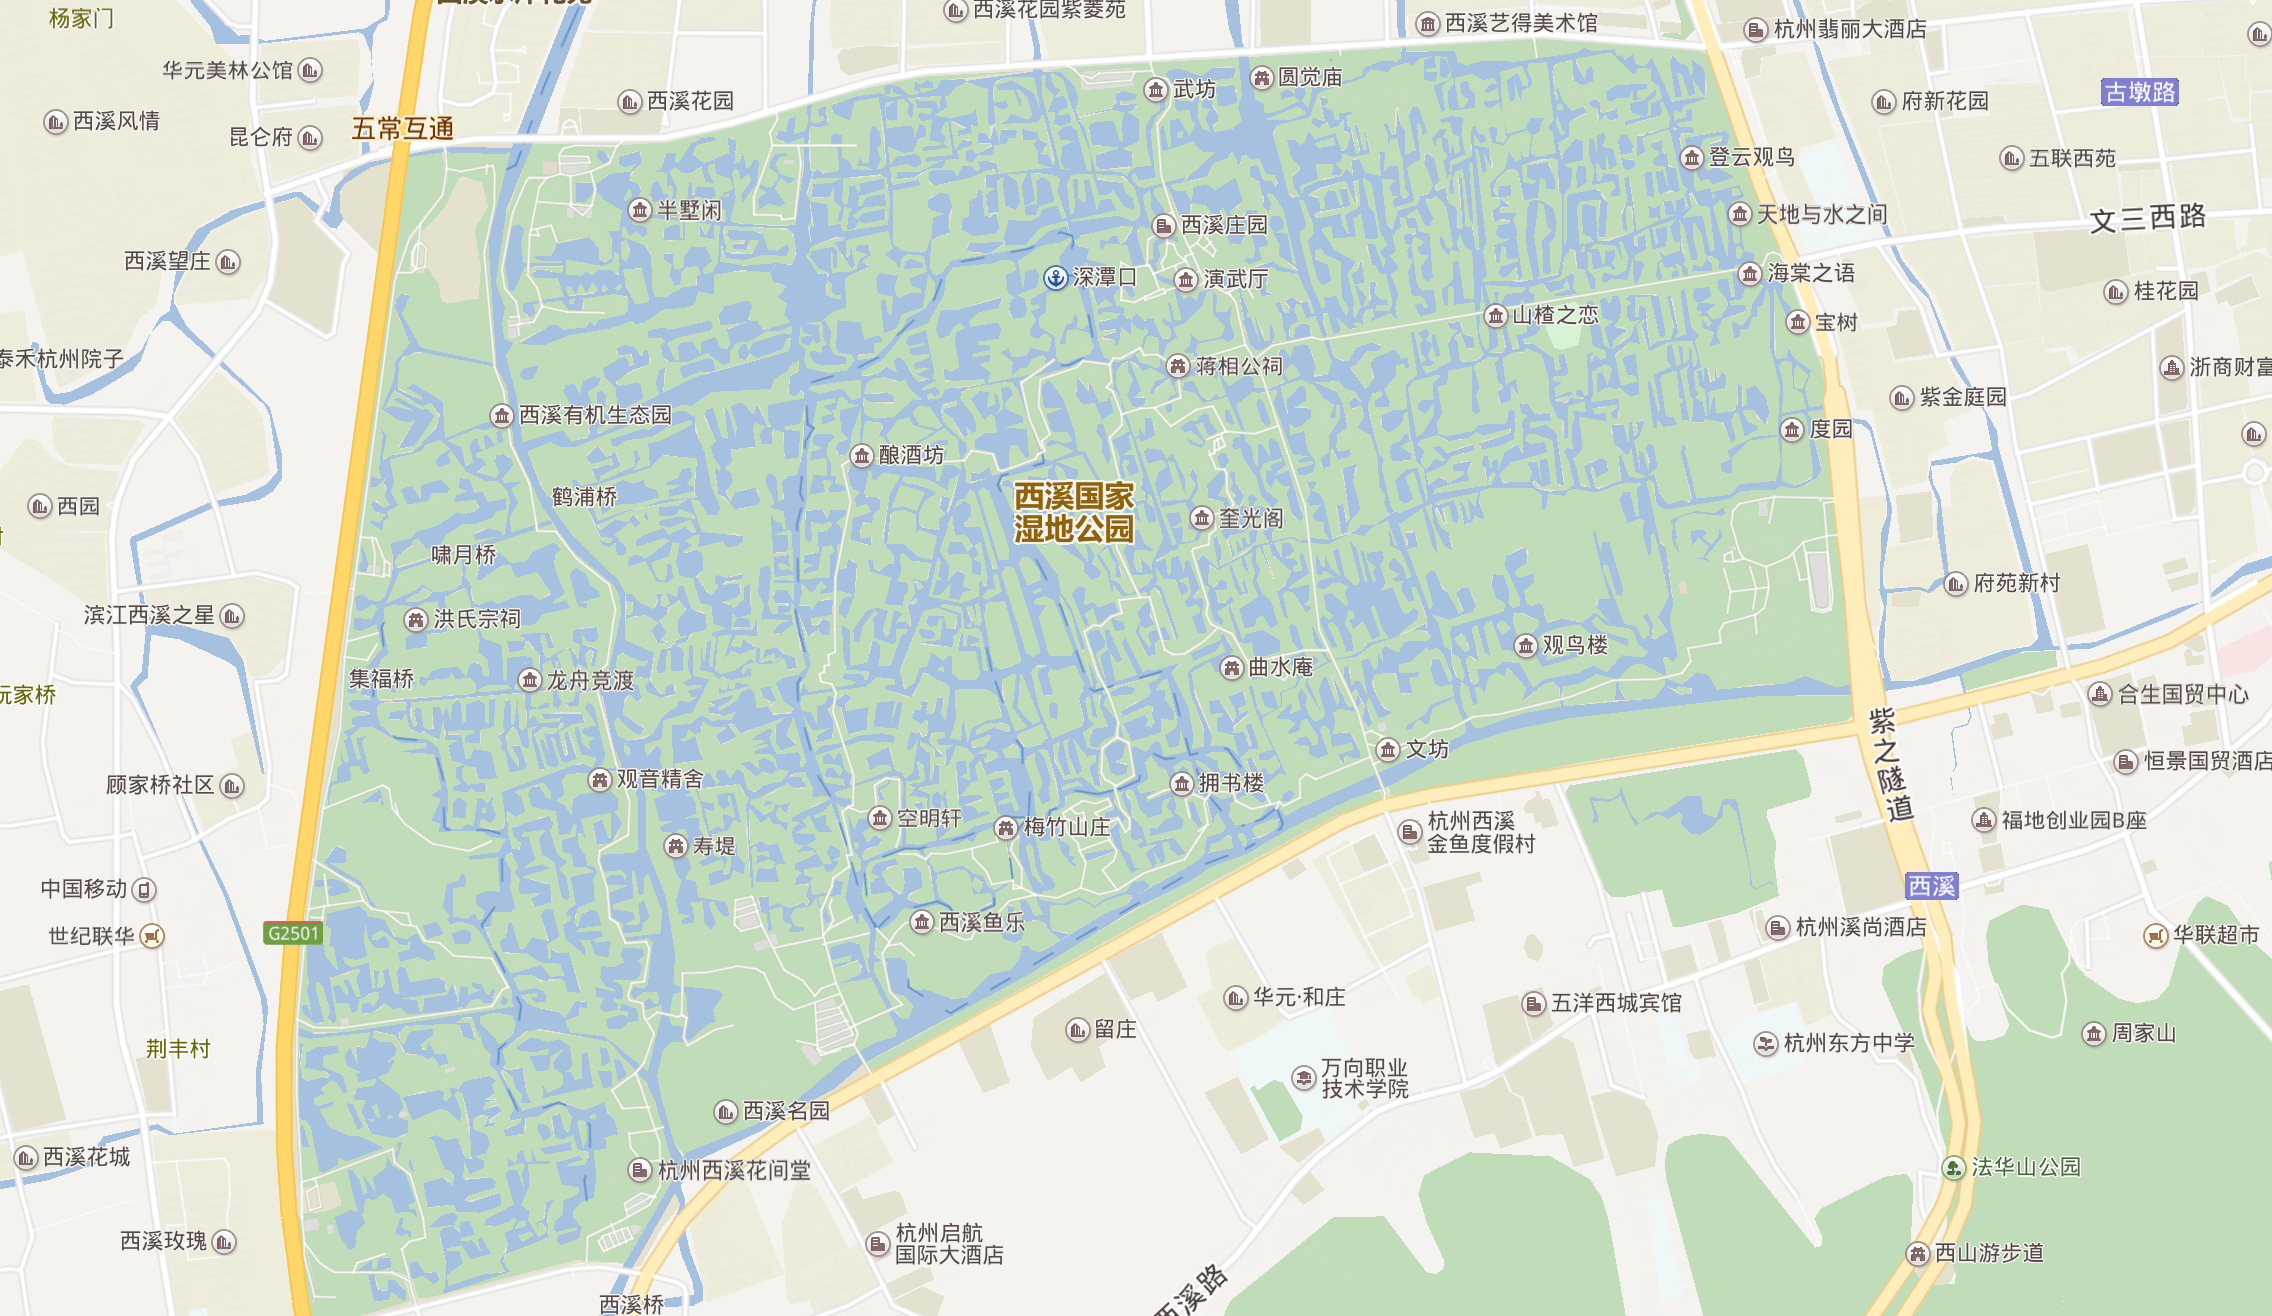 杨家门
西溪花园紫菱苑
西溪艺得美术馆
杭州翡丽大酒店
华元美林公馆
西溪花园
武坊
圆觉庙
古墩路
西溪风情
昆仑府
五常互通
府新花园
登云观鸟
五联西苑
半墅闲
西溪庄园
天地与水之间
文三西路
西溪望庄
深潭口
演武厅
海棠之语
桂花园
山楂之恋
宝树
泰禾杭州院子
蒋相公祠
浙商财富
西溪有机生态园
紫金庭园
度园
酿酒坊
鹤浦桥
西溪国家
湿地公园
西园
奎光阁
啸月桥
府苑新村
滨江西溪之星
洪氏宗祠
观鸟楼
集福桥
龙舟竞渡
曲水庵
阮家桥
合生国贸中心
紫之隧道
文坊
恒景国贸酒店
顾家桥社区
观音精舍
拥书楼
空明轩
梅竹山庄
杭州西溪
金鱼度假村
福地创业园B座
寿堤
中国移动
西溪
世纪联华
G2501
西溪鱼乐
杭州溪尚酒店
华联超市
华元·和庄
五洋西城宾馆
留庄
周家山
荆丰村
杭州东方中学
万向职业
技术学院
西溪名园
西溪花城
杭州西溪花间堂
法华山公园
西溪玫瑰
杭州启航
国际大酒店
西山游步道
西溪桥
西溪路